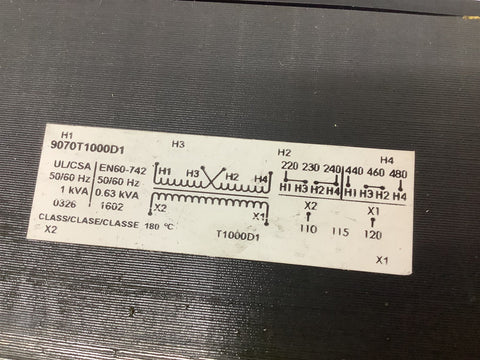 H1 H3 H2 H4
9070T1000D1
UL/CSA EN60-742
50/60 Hz 50/60 Hz
1 kVA 0.63 kVA
0326 1602
CLASS/CLASE/CLASSE 180 °C
H1 H3 H2 H4
X2 X1
T1000D1
220 230 240 440 460 480
H1 H3 H2 H4 H1 H3 H2 H4
X2 X1
110 115 120
X2 X1